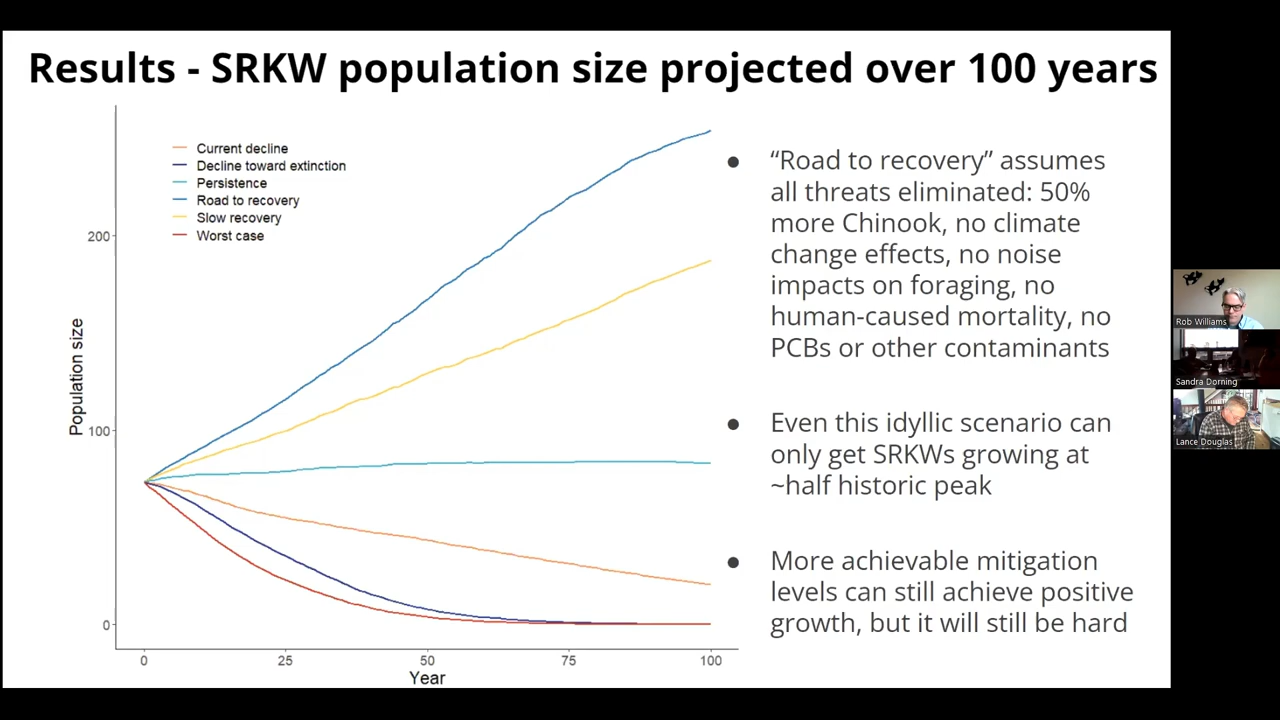 Results - SRKW population size projected over 100 years
Current decline
Decline toward extinction
Persistence
Road to recovery
Slow recovery
Worst case
200
100
0
Population size
0 25 50 75 100
Year
● “Road to recovery” assumes
all threats eliminated: 50%
more Chinook, no climate
change effects, no noise
impacts on foraging, no
human-caused mortality, no
PCBs or other contaminants
● Even this idyllic scenario can
only get SRKWs growing at
~half historic peak
● More achievable mitigation
levels can still achieve positive
growth, but it will still be hard
Rob Williams
Sandra Dorning
Lance Douglas